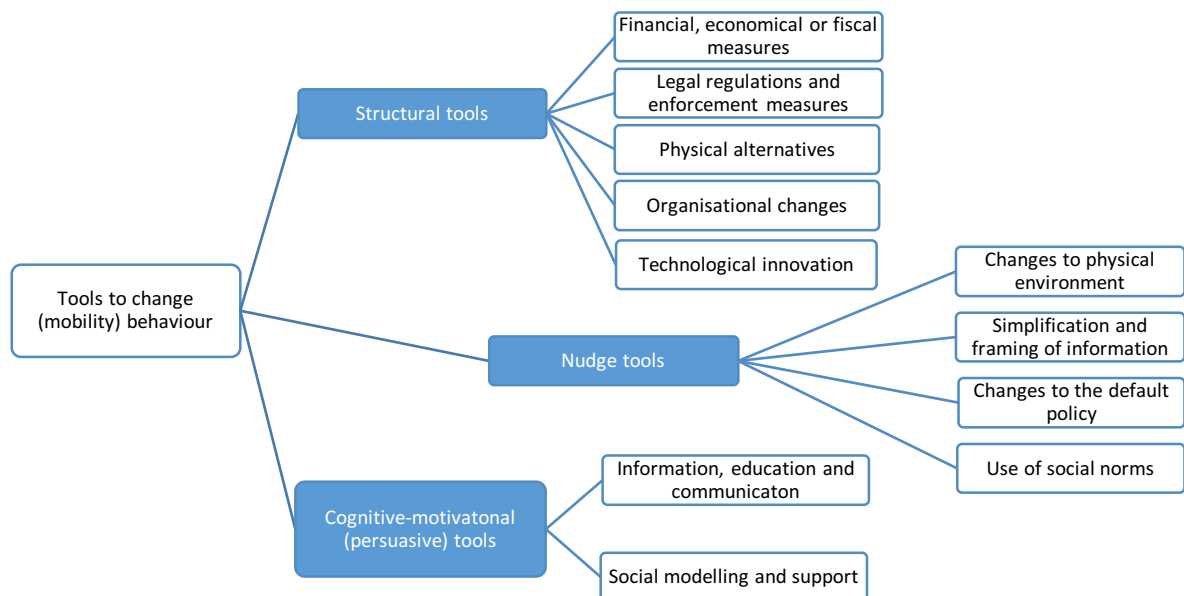 Tools to change
(mobility) behaviour
Structural tools
Financial, economical or fiscal
measures
Legal regulations and
enforcement measures
Physical alternatives
Organisational changes
Technological innovation
Nudge tools
Changes to physical
environment
Simplification and
framing of information
Changes to the default
policy
Use of social norms
Cognitive-motivatonal
(persuasive) tools
Information, education and
communicaton
Social modelling and support